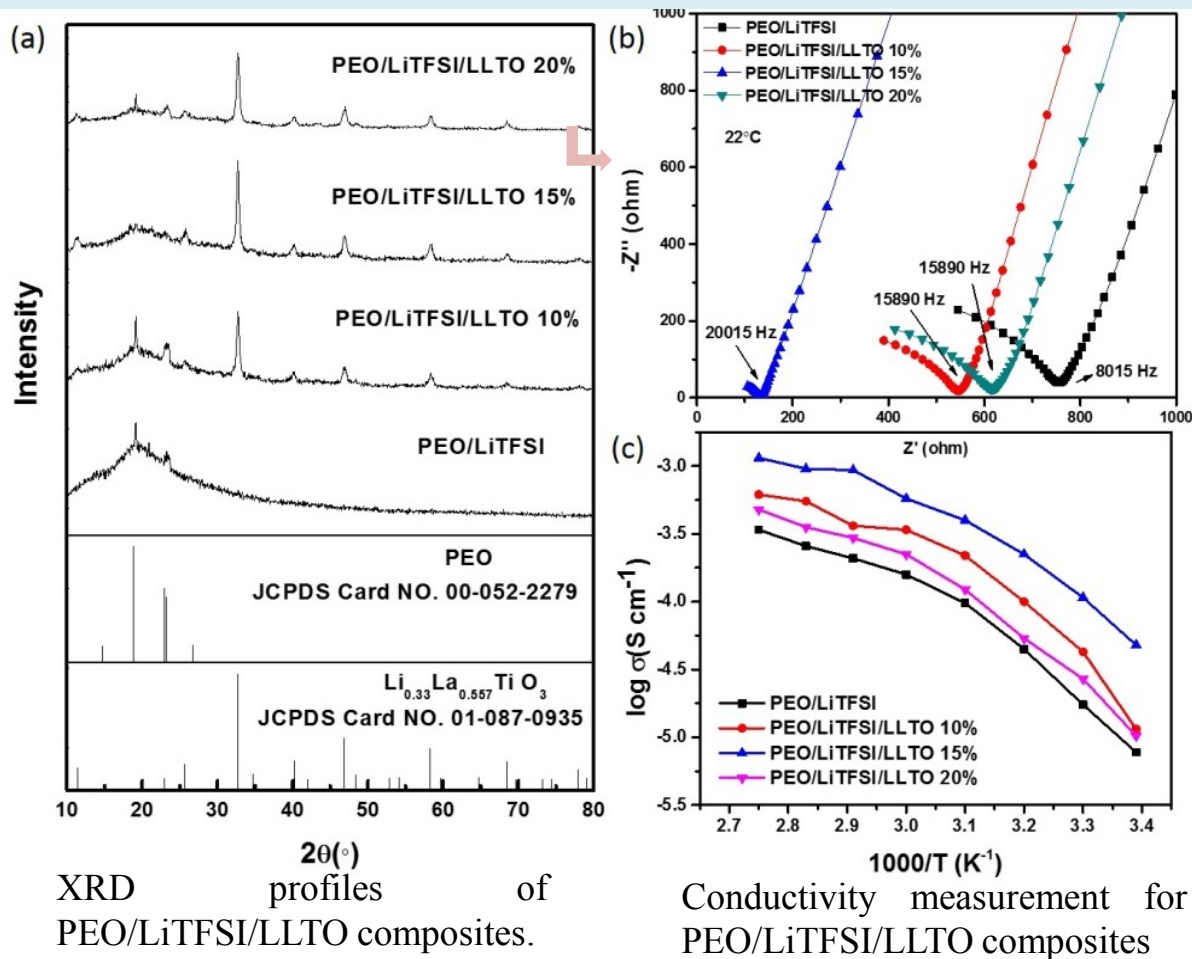 (a)
PEO/LiTFSI/LLTO 20%
PEO/LiTFSI/LLTO 15%
PEO/LiTFSI/LLTO 10%
PEO/LiTFSI
Intensity
PEO
JCPDS Card NO. 00-052-2279
Li0.33La0.557Ti O3
JCPDS Card NO. 01-087-0935
10 20 30 40 50 60 70 80
2θ(°)
XRD profiles of
PEO/LiTFSI/LLTO composites.
(b)
PEO/LiTFSI
PEO/LiTFSI/LLTO 10%
PEO/LiTFSI/LLTO 15%
PEO/LiTFSI/LLTO 20%
22°C
1000
800
600
400
200
0
-Z'' (ohm)
15890 Hz
15890 Hz
20015 Hz
8015 Hz
200 400 600 800 1000
Z' (ohm)
(c)
-3.0
-3.5
-4.0
-4.5
-5.0
-5.5
log σ(S cm-1)
PEO/LiTFSI
PEO/LiTFSI/LLTO 10%
PEO/LiTFSI/LLTO 15%
PEO/LiTFSI/LLTO 20%
2.7 2.8 2.9 3.0 3.1 3.2 3.3 3.4
1000/T (K-1)
Conductivity measurement for
PEO/LiTFSI/LLTO composites